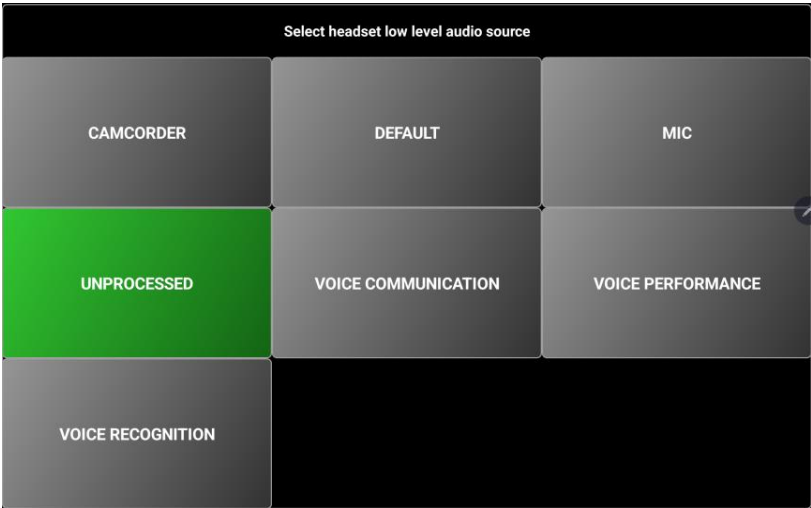 Select headset low level audio source
CAMCORDER
DEFAULT
MIC
UNPROCESSED
VOICE COMMUNICATION
VOICE PERFORMANCE
VOICE RECOGNITION